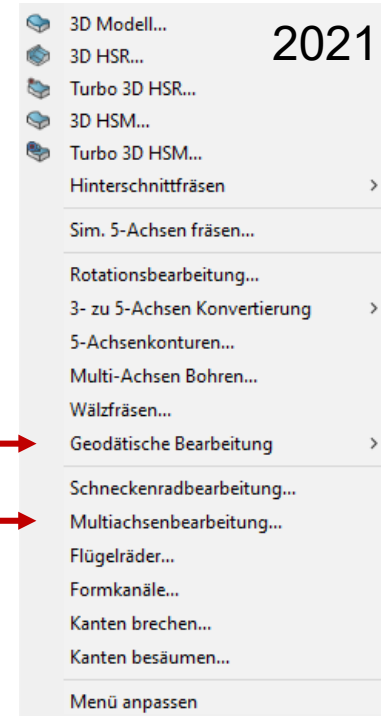 3D Modell...
2021
3D HSR...
Turbo 3D HSR...
3D HSM...
Turbo 3D HSM...
Hinterschnittfräsen
Sim. 5-Achsen fräsen...
Rotationsbearbeitung...
3- zu 5-Achsen Konvertierung
5-Achsenkonturen...
Multi-Achsen Bohren...
Wälzfräsen...
Geodätische Bearbeitung
Schneckenradbearbeitung...
Multiachsenbearbeitung...
Flügelräder...
Formkanäle...
Kanten brechen...
Kanten besäumen...
Menü anpassen